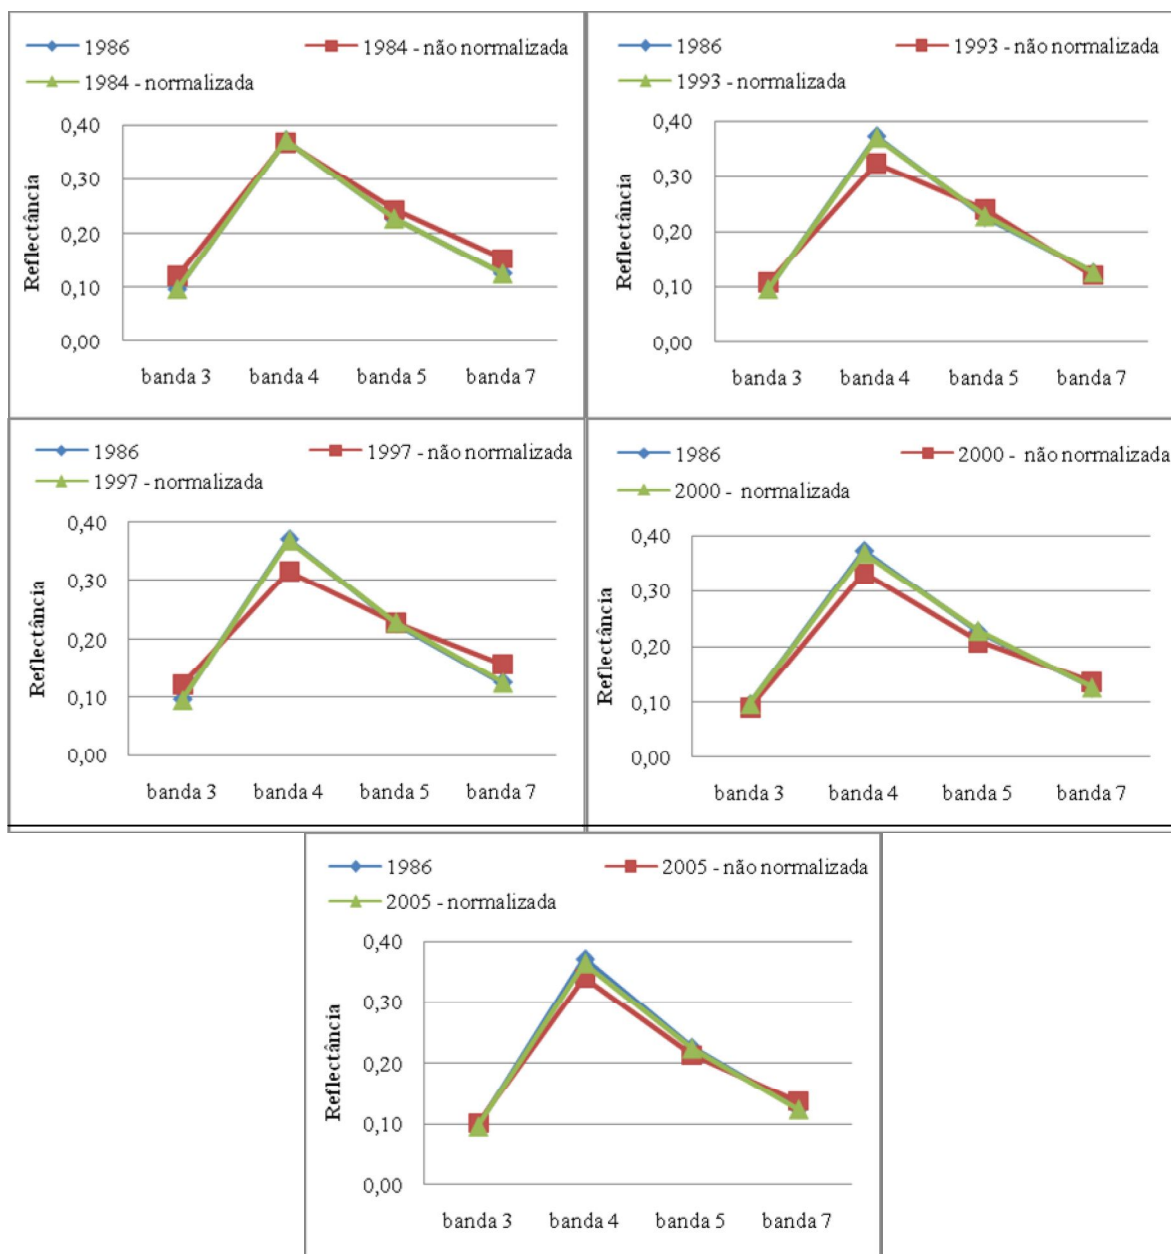 1986
1984 - não normalizada
1984 - normalizada
Reflectância
0,40
0,30
0,20
0,10
0,00
banda 3 banda 4 banda 5 banda 7
1986
1993 - não normalizada
1993 - normalizada
Reflectância
0,40
0,30
0,20
0,10
0,00
banda 3 banda 4 banda 5 banda 7
1986
1997 - não normalizada
1997 - normalizada
Reflectância
0,40
0,30
0,20
0,10
0,00
banda 3 banda 4 banda 5 banda 7
1986
2000 - não normalizada
2000 - normalizada
Reflectância
0,40
0,30
0,20
0,10
0,00
banda 3 banda 4 banda 5 banda 7
1986
2005 - não normalizada
2005 - normalizada
Reflectância
0,40
0,30
0,20
0,10
0,00
banda 3 banda 4 banda 5 banda 7